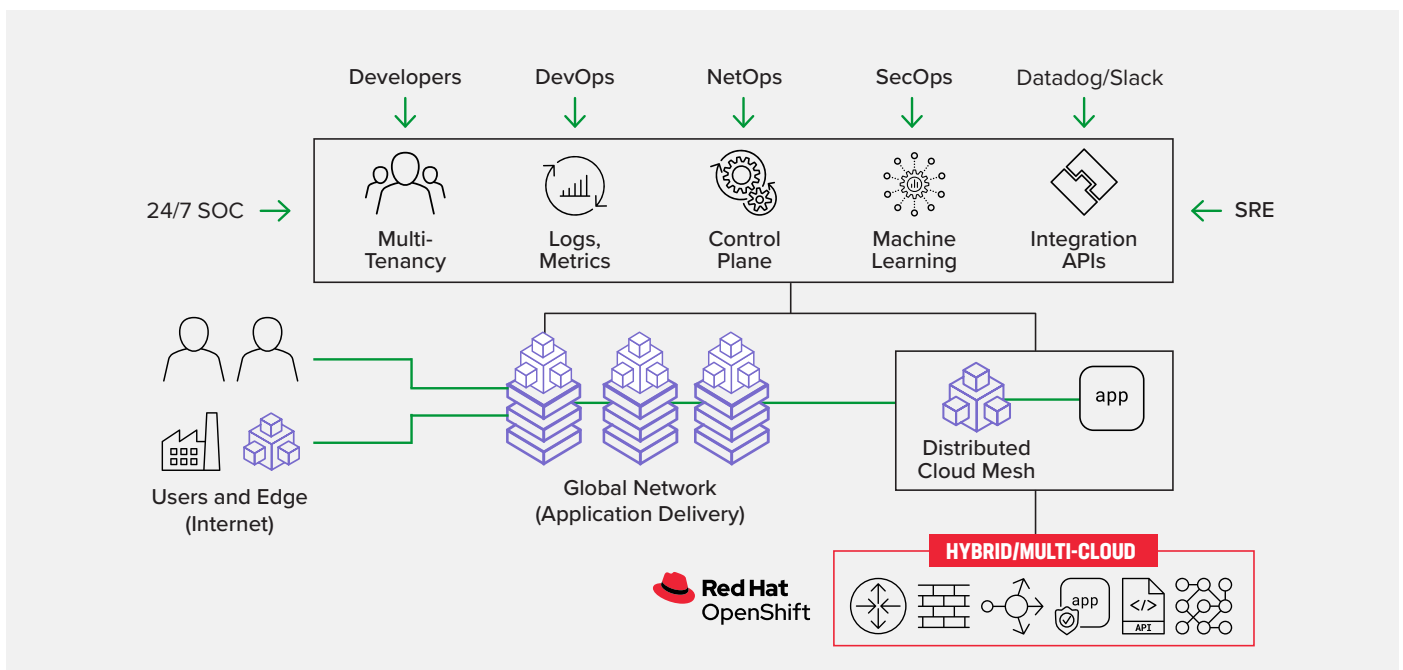 Developers
DevOps
NetOps
SecOps
Datadog/Slack
24/7 SOC
SRE
Multi-
Tenancy
Logs,
Metrics
Control
Plane
Machine
Learning
Integration
APIs
app
Distributed
Cloud Mesh
Users and Edge
(Internet)
Global Network
(Application Delivery)
HYBRID/MULTI-CLOUD
Red Hat
OpenShift
app
</>
API